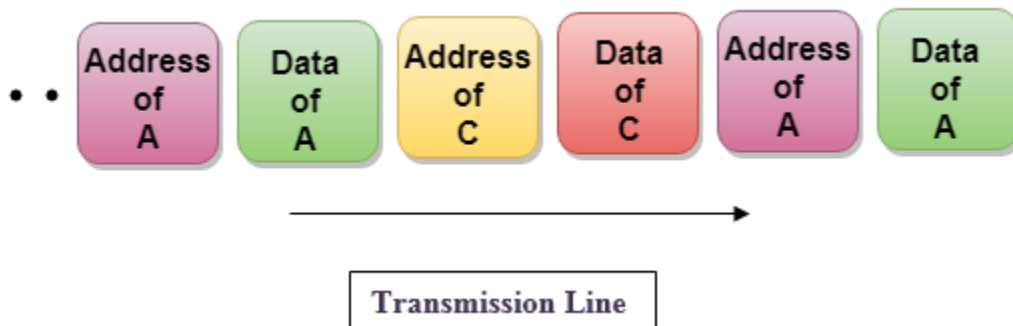 Address
of
A
Data
of
A
Address
of
C
Data
of
C
Address
of
A
Data
of
A
Transmission Line